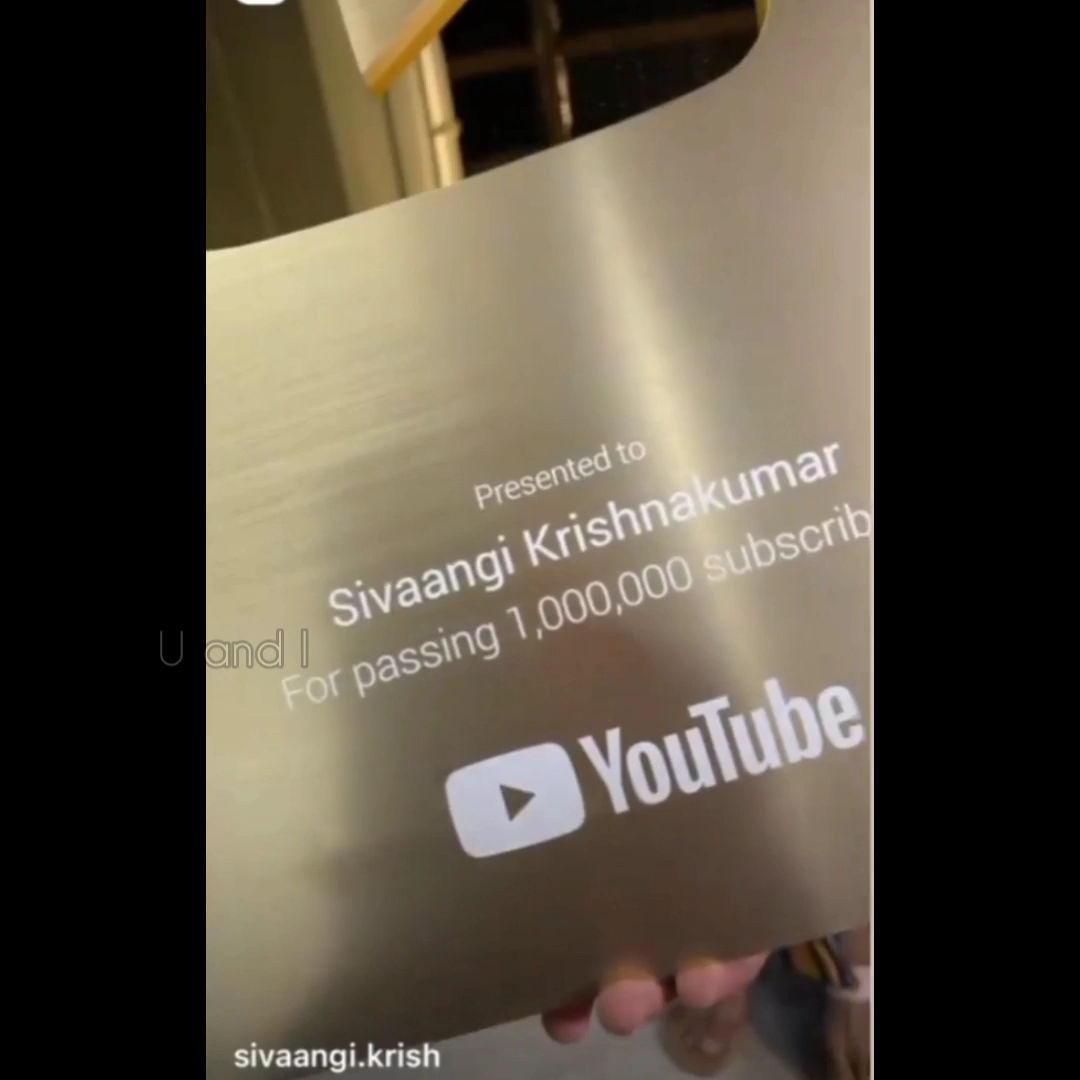 Presented to
Sivaangi Krishnakumar
For passing 1,000,000 subscrib
YouTube
U and I
sivaangi.krish